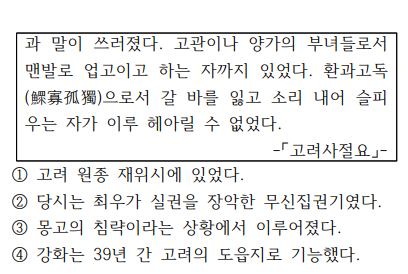 과 말이 쓰러졌다. 고관이나 양가의 부녀들로서
맨발로 업고이고 하는 자까지 있었다. 환과고독
(鰥寡孤獨)으로서 갈 바를 잃고 소리 내어 슬피
우는 자가 이루 헤아릴 수 없었다.
-「고려사절요」-
① 고려 원종 재위시에 있었다.
② 당시는 최우가 실권을 장악한 무신집권기였다.
③ 몽고의 침략이라는 상황에서 이루어졌다.
④ 강화는 39년 간 고려의 도읍지로 기능했다.